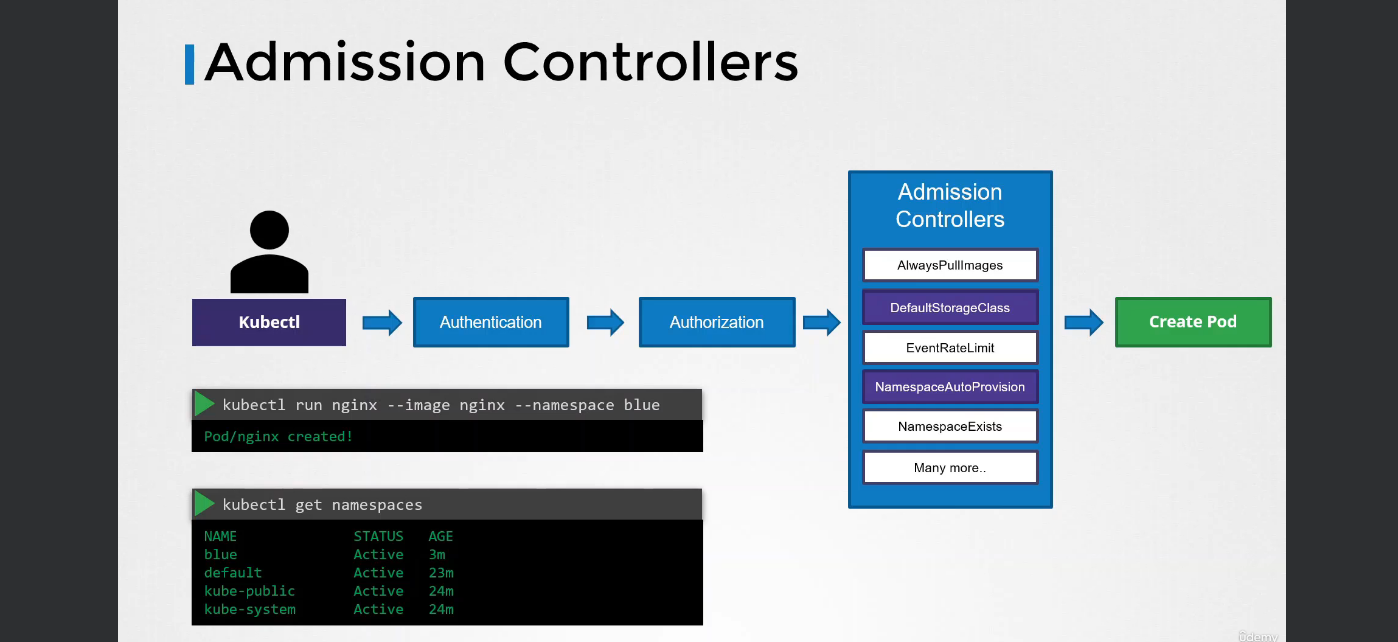 Admission Controllers
Kubectl
Authentication
Authorization
Admission
Controllers
AlwaysPullImages
DefaultStorageClass
EventRateLimit
NamespaceAutoProvision
NamespaceExists
Many more..
Create Pod
kubectl run nginx --image nginx --namespace blue
Pod/nginx created!
kubectl get namespaces
NAME STATUS AGE
blue Active 3m
default Active 23m
kube-public Active 24m
kube-system Active 24m
ûdemy